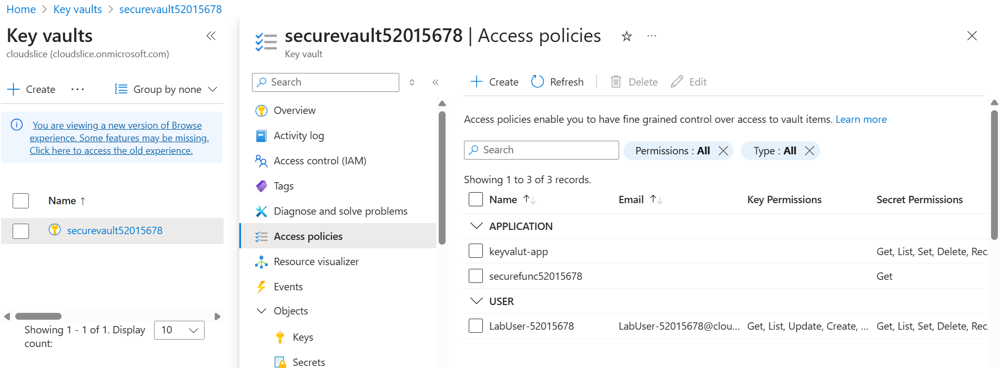 Home > Key vaults > securevault52015678
Key vaults
cloudslice (cloudslice.onmicrosoft.com)
Create
Group by none
You are viewing a new version of Browse
experience. Some features may be missing.
Click here to access the old experience.
Name ↑
securevault52015678
Showing 1 - 1 of 1. Display
count:
10
securevault52015678 | Access policies
Key vault
Search
Overview
Activity log
Access control (IAM)
Tags
Diagnose and solve problems
Access policies
Resource visualizer
Events
Objects
Keys
Secrets
Create Refresh Delete Edit
Access policies enable you to have fine grained control over access to vault items. Learn more
Search Permissions : All Type : All
Showing 1 to 3 of 3 records.
Name ↑↓ Email ↑↓ Key Permissions Secret Permissions
APPLICATION
keyvalut-app Get, List, Set, Delete, Rec.
securefunc52015678 Get
USER
LabUser-52015678 LabUser-52015678@clou... Get, List, Update, Create, ... Get, List, Set, Delete, Rec.